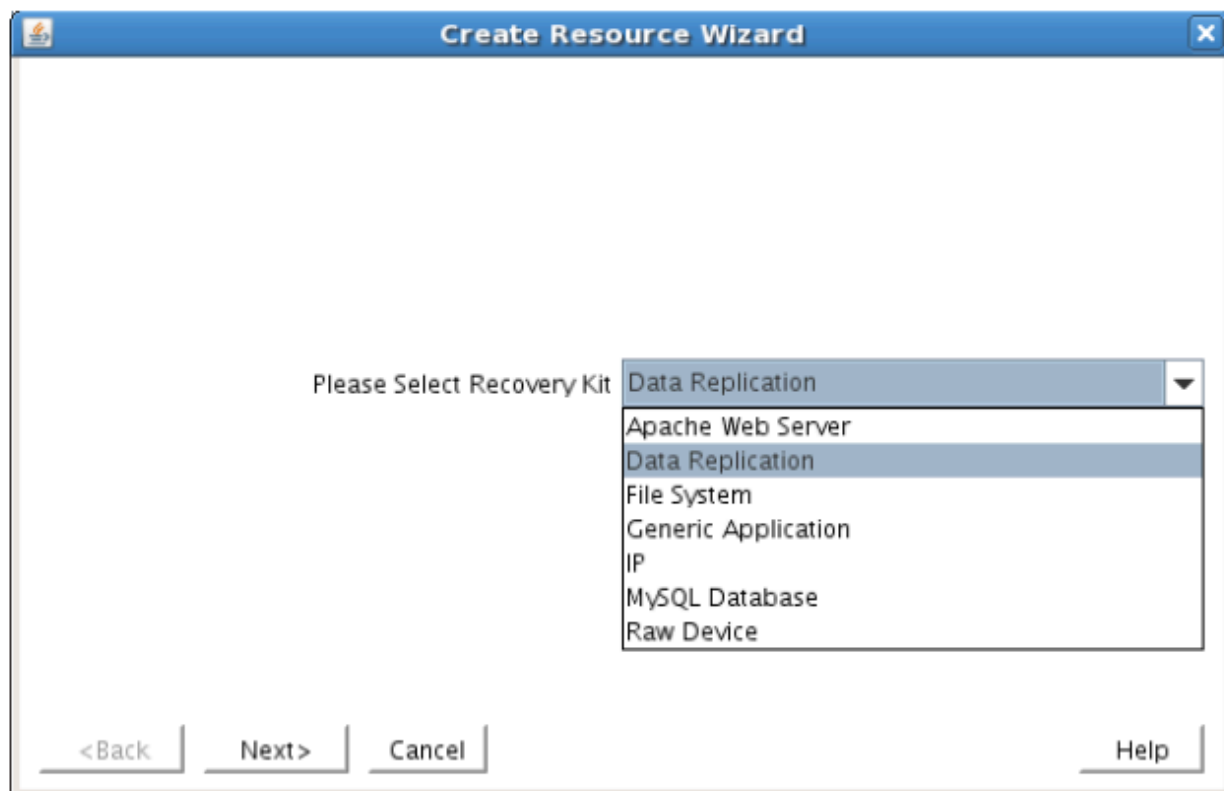 Create Resource Wizard
Please Select Recovery Kit Data Replication
Apache Web Server
Data Replication
File System
Generic Application
IP
MySQL Database
Raw Device
<Back Next> Cancel Help